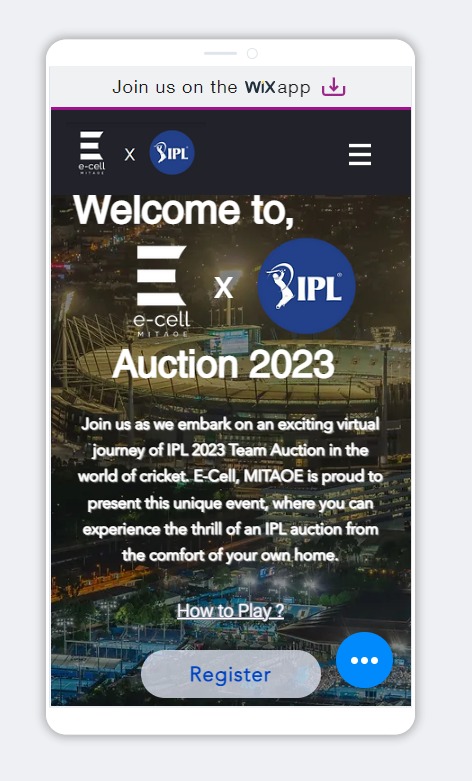 Join us on the WiX app
e-cell
MITAOE
X
IPL
Welcome to,
e-cell
MITAOE
X
IPL
Auction 2023
Join us as we embark on an exciting virtual
journey of IPL 2023 Team Auction in the
world of cricket. E-Cell, MITAOE is proud to
present this unique event, where you can
experience the thrill of an IPL auction from
the comfort of your own home.
How to Play ?
Register